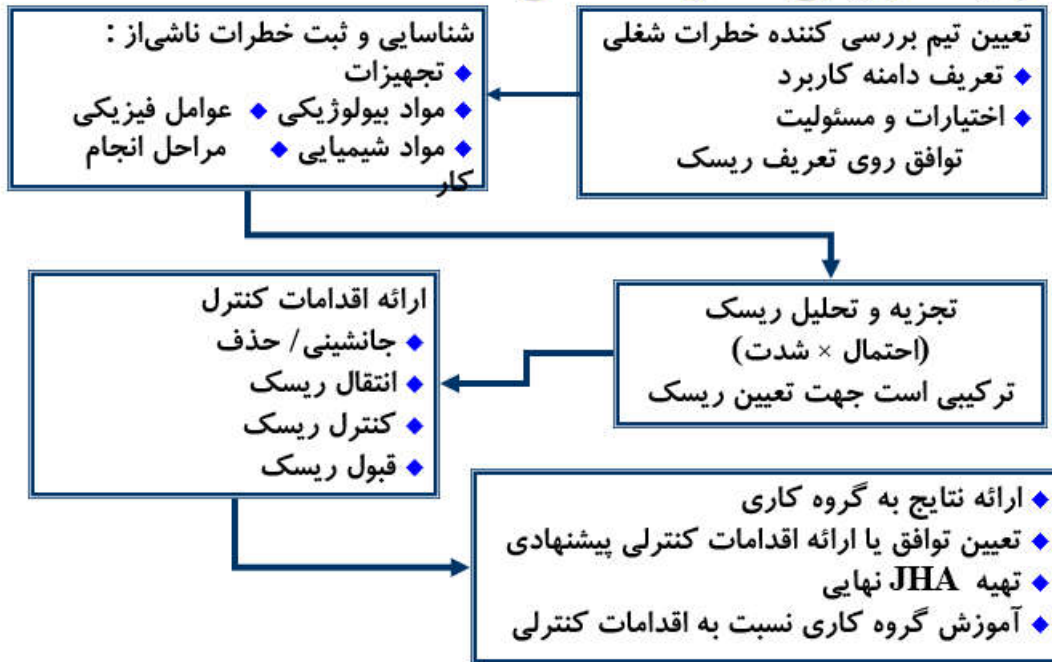 تعیین تیم بررسی کننده خطرات شغلی
◆ تعریف دامنه کاربرد
◆ اختیارات و مسئولیت
توافق روی تعریف ریسک
شناسایی و ثبت خطرات ناشی‌از :
◆ تجهیزات
◆ مواد بیولوژیکی ◆ عوامل فیزیکی
◆ مواد شیمیایی ◆ مراحل انجام
کار
تجزیه و تحلیل ریسک
(احتمال × شدت)
ترکیبی است جهت تعیین ریسک
ارائه اقدامات کنترل
◆ جانشینی/ حذف
◆ انتقال ریسک
◆ کنترل ریسک
◆ قبول ریسک
◆ ارائه نتایج به گروه کاری
◆ تعیین توافق یا ارائه اقدامات کنترلی پیشنهادی
◆ تهیه JHA نهایی
◆ آموزش گروه کاری نسبت به اقدامات کنترلی